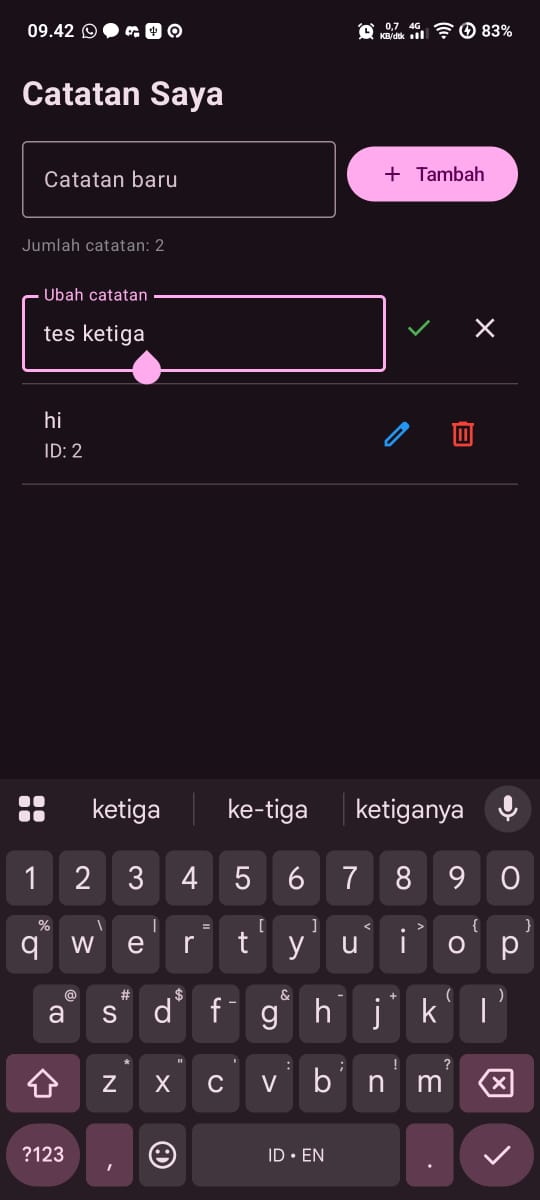 09.42 0,7 KB/dtk 4G 83%
Catatan Saya
Catatan baru
+ Tambah
Jumlah catatan: 2
Ubah catatan
tes ketiga
hi
ID: 2
ketiga ke-tiga ketiganya
1 2 3 4 5 6 7 8 9 0
% \ | = [ ] < > { }
q w e r t y u i o p
@ # $ _ & - + ( )
a s d f g h j k l
* " ' : ; ! ?
z x c v b n m
?123 , ID • EN .